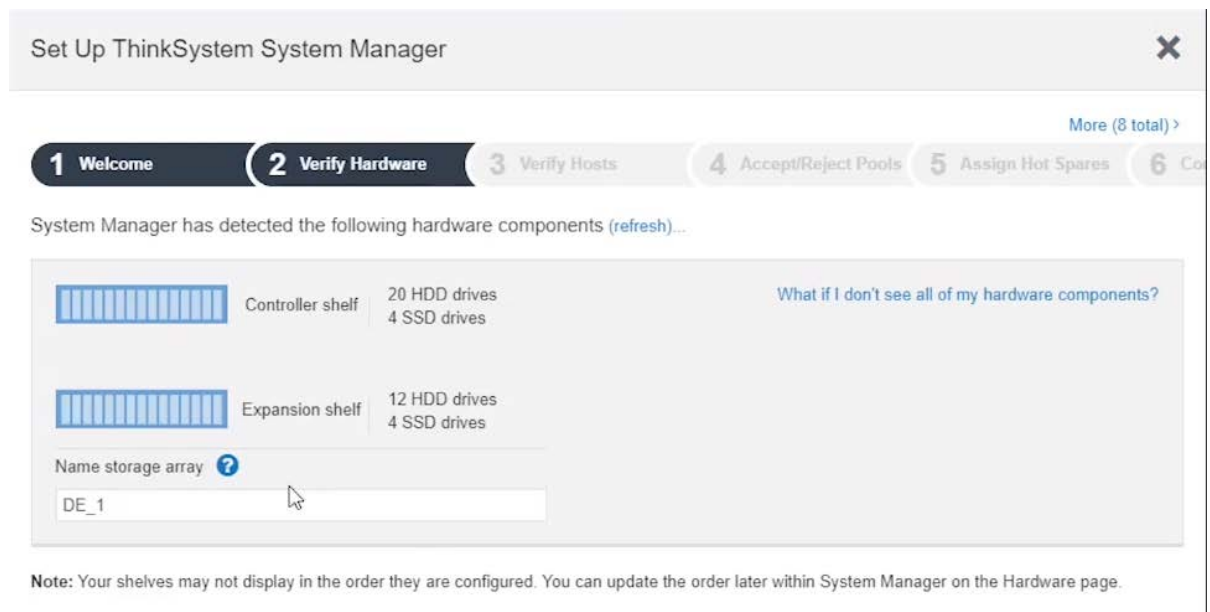 Set Up ThinkSystem System Manager
More (8 total) >
1 Welcome 2 Verify Hardware 3 Verify Hosts 4 Accept/Reject Pools 5 Assign Hot Spares 6
System Manager has detected the following hardware components (refresh)...
Controller shelf
20 HDD drives
4 SSD drives
What if I don't see all of my hardware components?
Expansion shelf
12 HDD drives
4 SSD drives
Name storage array ?
DE_1
Note: Your shelves may not display in the order they are configured. You can update the order later within System Manager on the Hardware page.